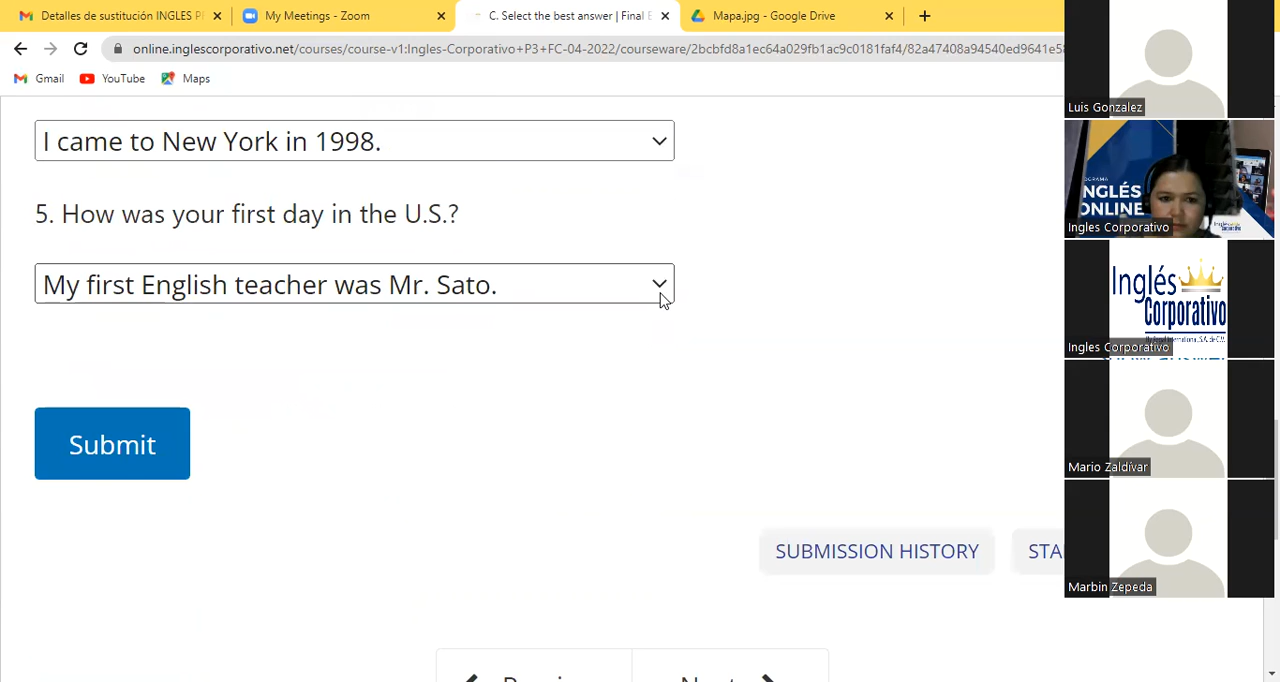 Detalles de sustitución INGLES P
My Meetings - Zoom
C. Select the best answer | Final E
Mapa.jpg - Google Drive
online.inglescorporativo.net/courses/course-v1:Ingles-Corporativo+P3+FC-04-2022/courseware/2bcbfd8a1ec64a029fb1ac9c0181faf4/82a47408a94540ed9641e58
Gmail
YouTube
Maps
I came to New York in 1998.
5. How was your first day in the U.S.?
My first English teacher was Mr. Sato.
Submit
SUBMISSION HISTORY
STA
Next
Luis Gonzalez
INGLÉS
ONLINE
Ingles Corporativo
Inglés
Corporativo
Ingles Corporativo
Mario Zaldívar
Marbin Zepeda